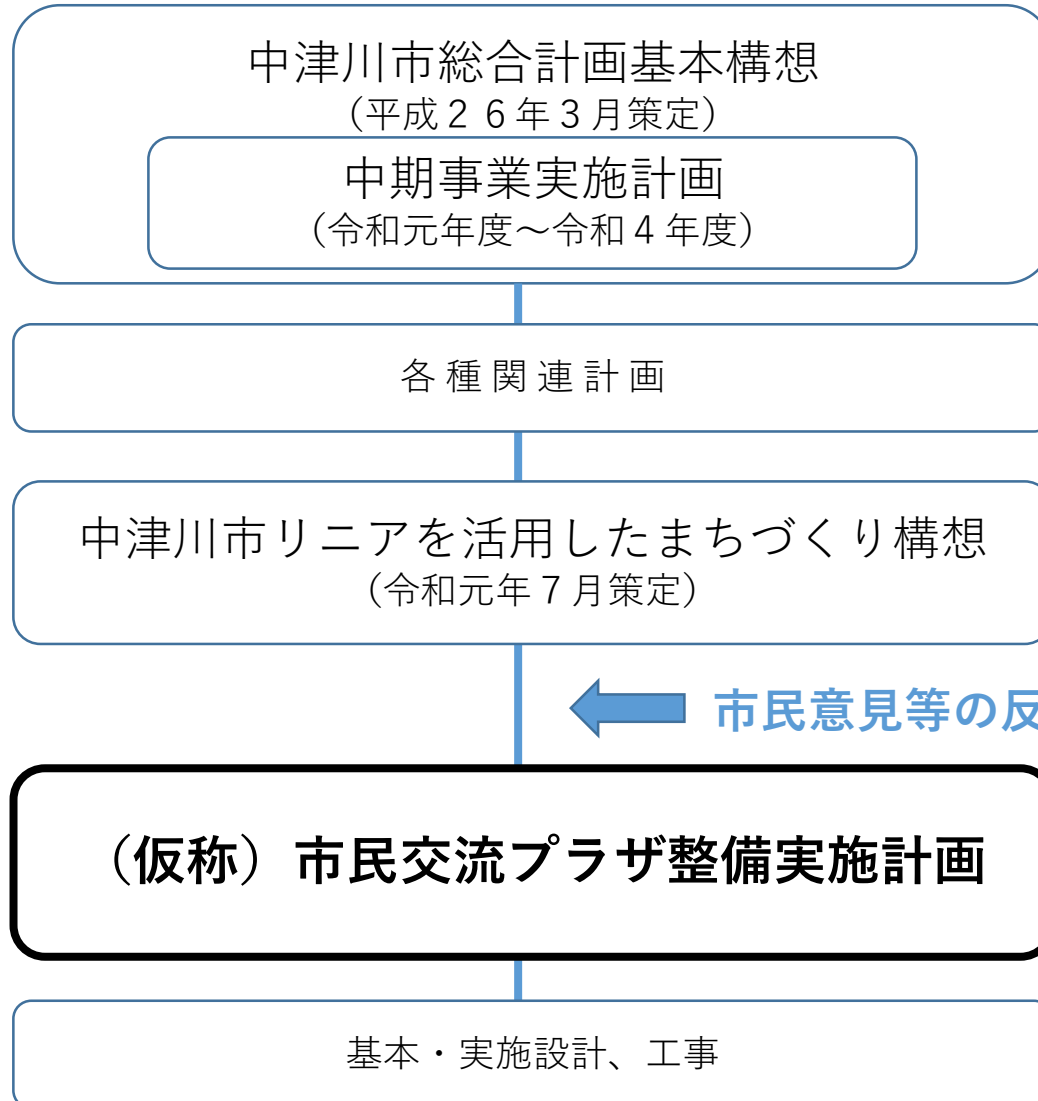 中津川市総合計画基本構想
（平成２６年３月策定）
中期事業実施計画
（令和元年度～令和４年度）
各種関連計画
中津川市リニアを活用したまちづくり構想
（令和元年７月策定）
市民意見等の反
（仮称）市民交流プラザ整備実施計画
基本・実施設計、工事